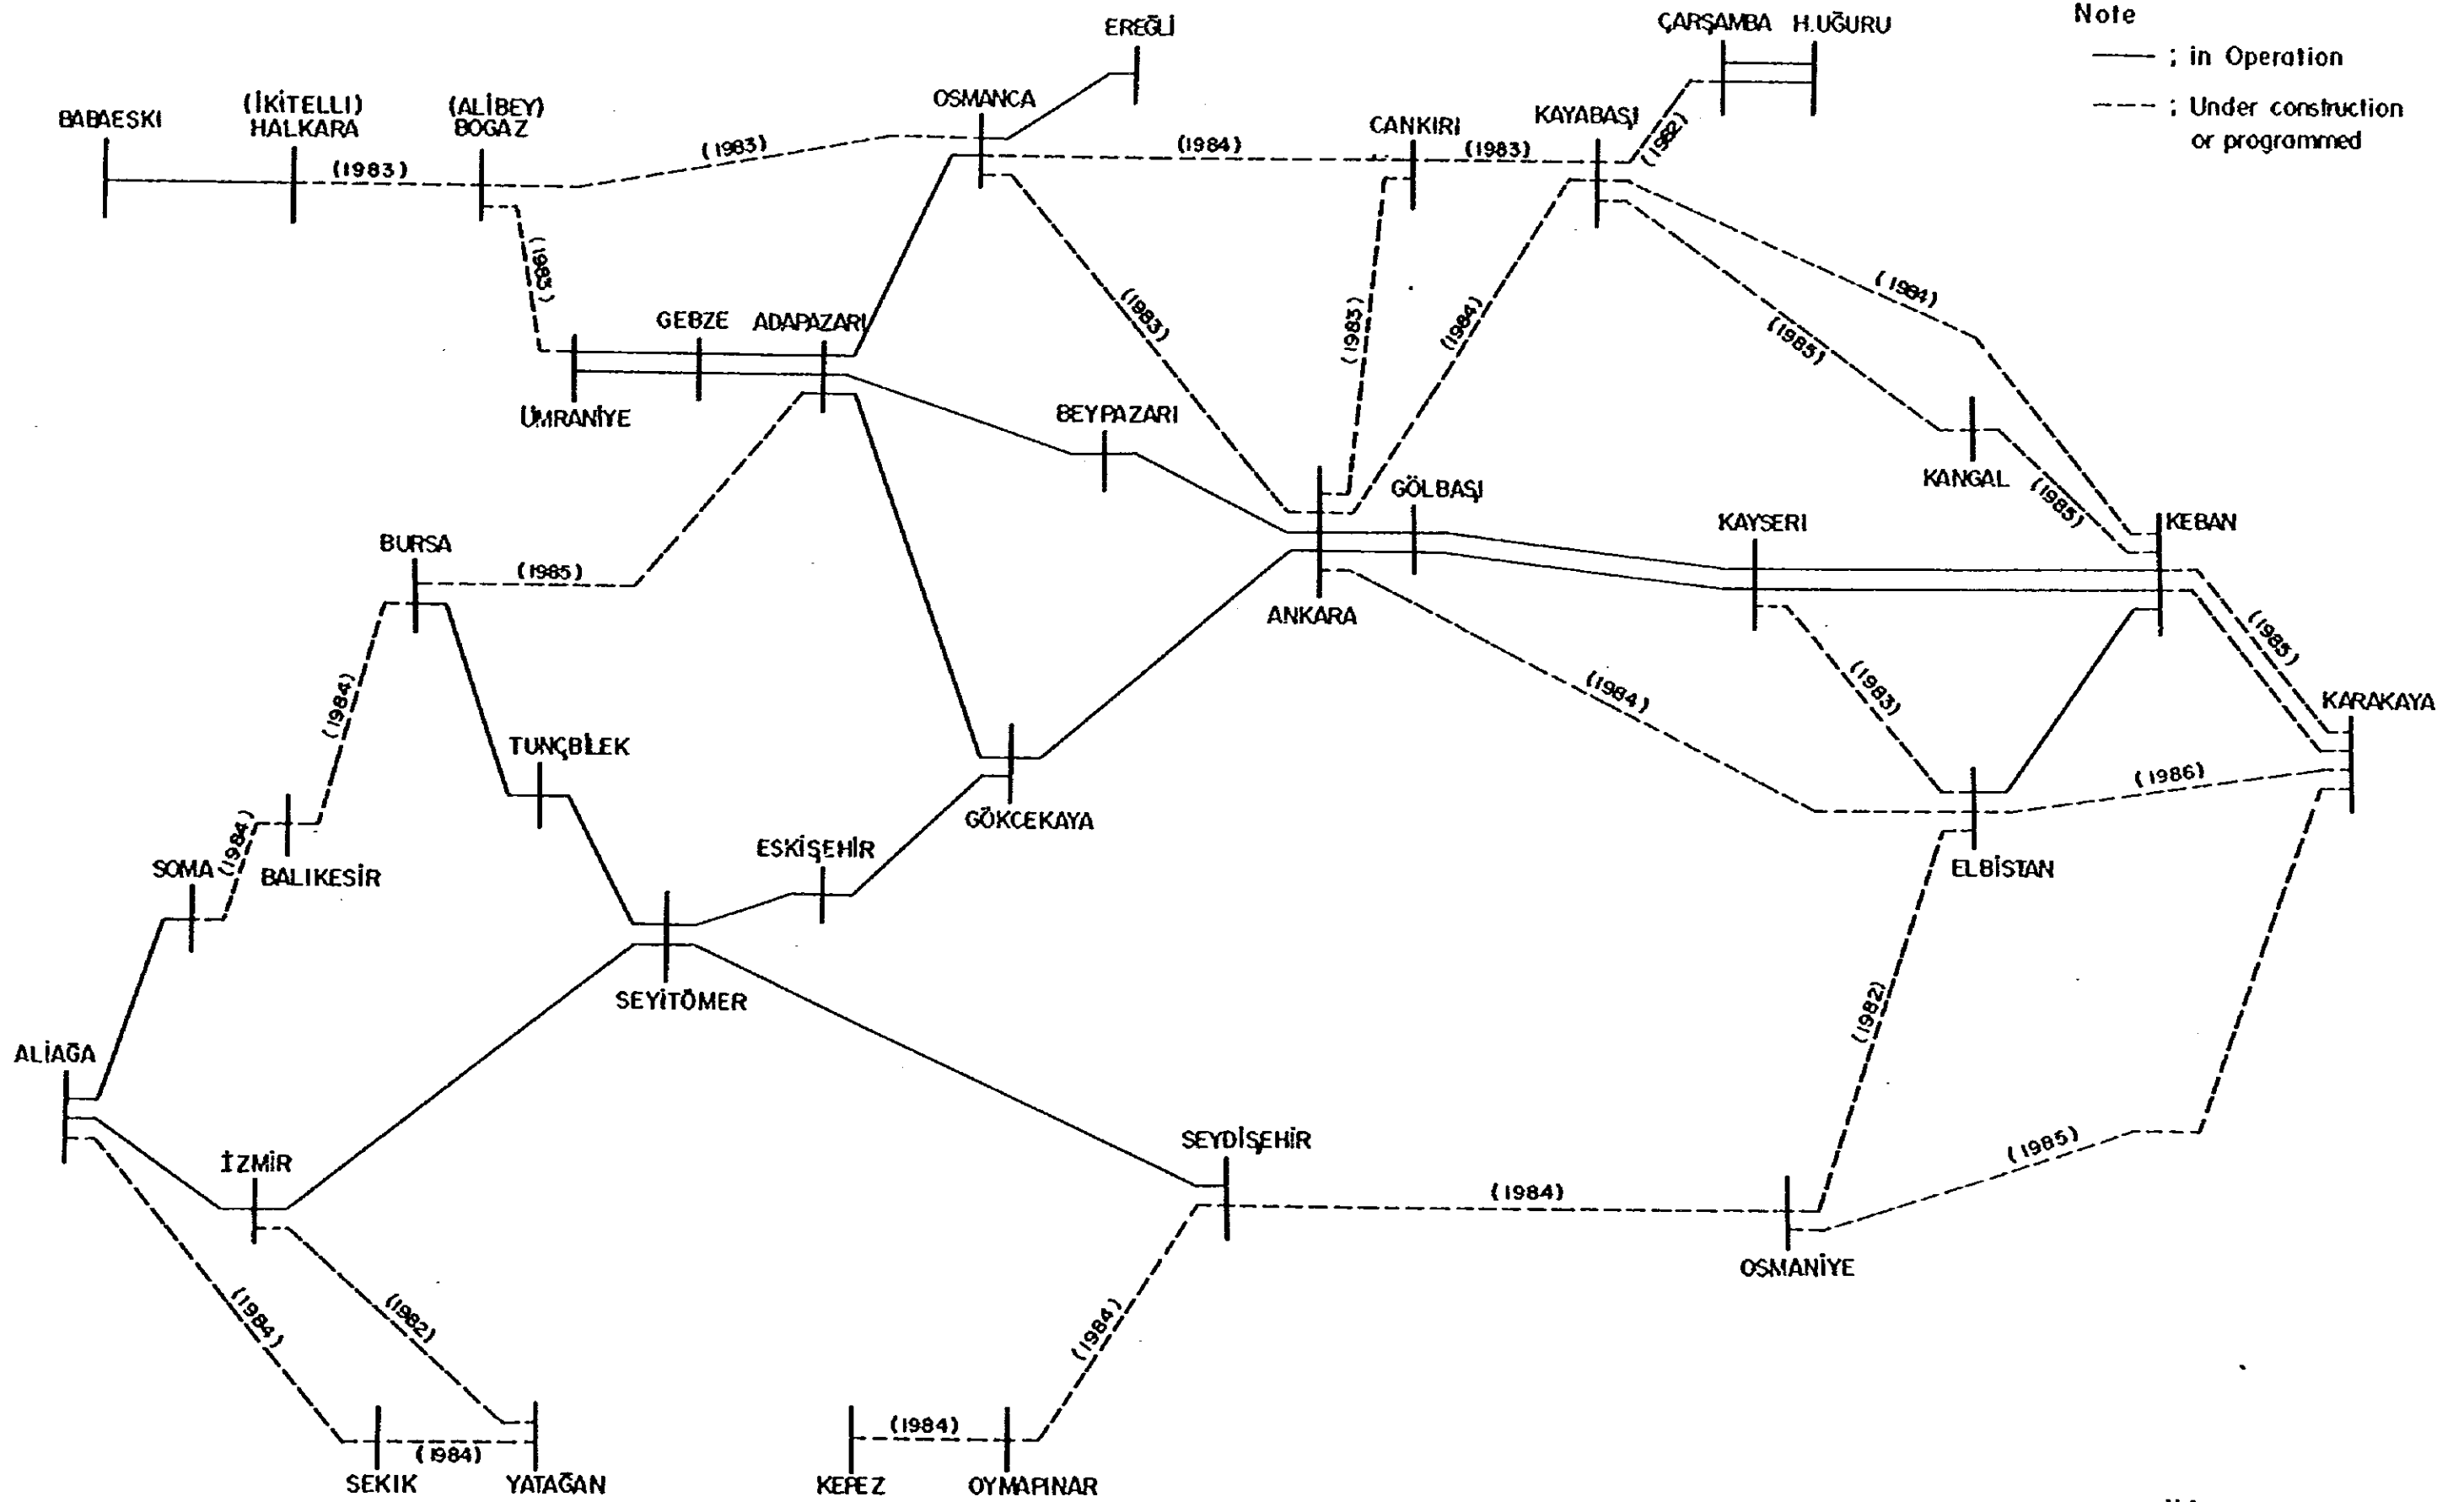 Note
; in Operation
; Under construction
or programmed
EREĞLİ
ÇARŞAMBA H.UĞURU
BABAESKI
(İKİTELLI)
HALKARA
(ALİBEY)
BOGAZ
OSMANCA
CANKIRI
KAYABAŞI
(1983)
(1983)
(1984)
(1983)
(1982)
(1983)
GEBZE
ADAPAZARI
ÜMRANİYE
(1983)
(1983)
(1984)
(1984)
(1985)
BEYPAZARI
GÖLBAŞI
KANGAL
(1985)
KAYSERI
KEBAN
BURSA
(1985)
ANKARA
(1985)
(1984)
(1983)
(1984)
KARAKAYA
TUNÇBİLEK
(1986)
GÖKCEKAYA
ESKİŞEHİR
(1984)
SOMA
BALIKESİR
ELBİSTAN
SEYİTÖMER
(1982)
ALİAĞA
İZMİR
SEYDİŞEHİR
(1985)
(1984)
OSMANİYE
(1984)
(1982)
(1984)
(1984)
(1984)
SEKIK
YATAĞAN
KEPEZ
OYMAPINAR